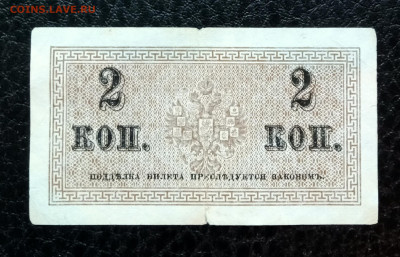 COINS.LAVE.RU
2 2
КОП. КОП.
ПОДДѢЛКА БИЛЕТА ПРЕСЛѢДУЕТСЯ ЗАКОНОМЪ.